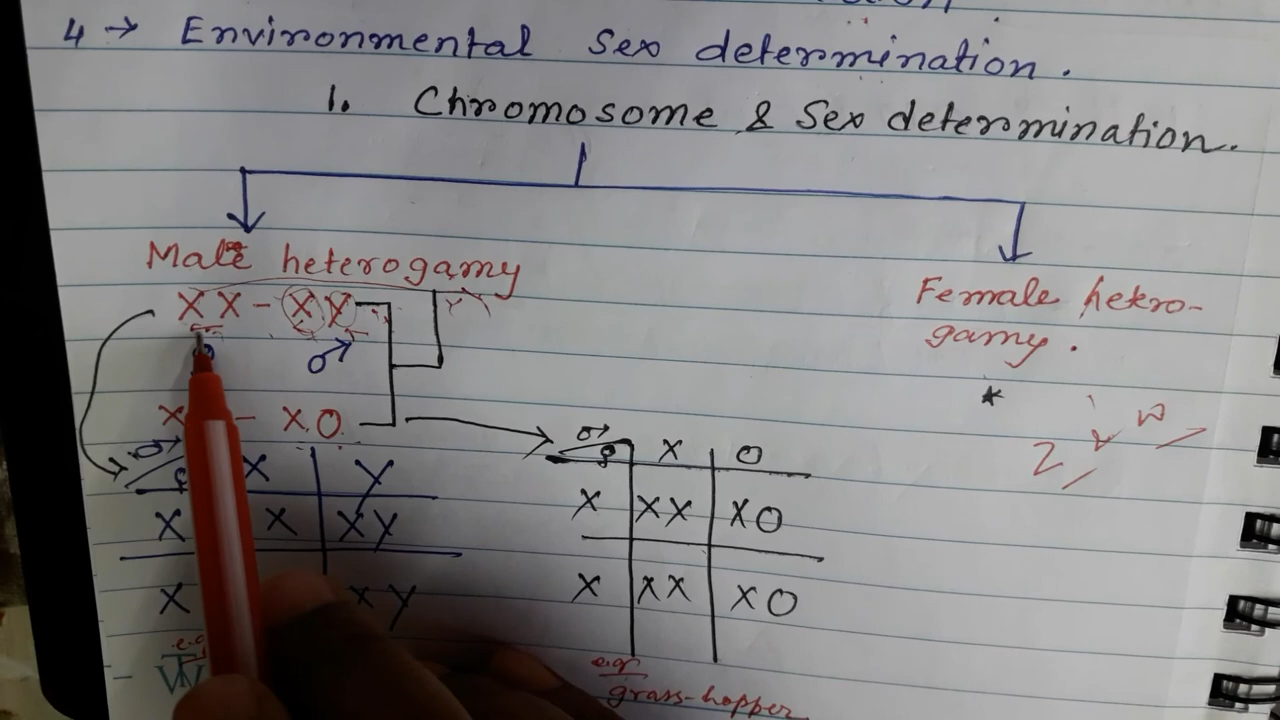 4 → Environmental Sex determination.
1. Chromosome & Sex determination.
Male heterogamy
XX - XY
♂
X - XO
Female hetro-
gamy.
*
Z
W
♂ ♀ X Y
X X XY
X XY
♂ ♀ X O
X XX XO
X XX XO
e.g
grass-hopper